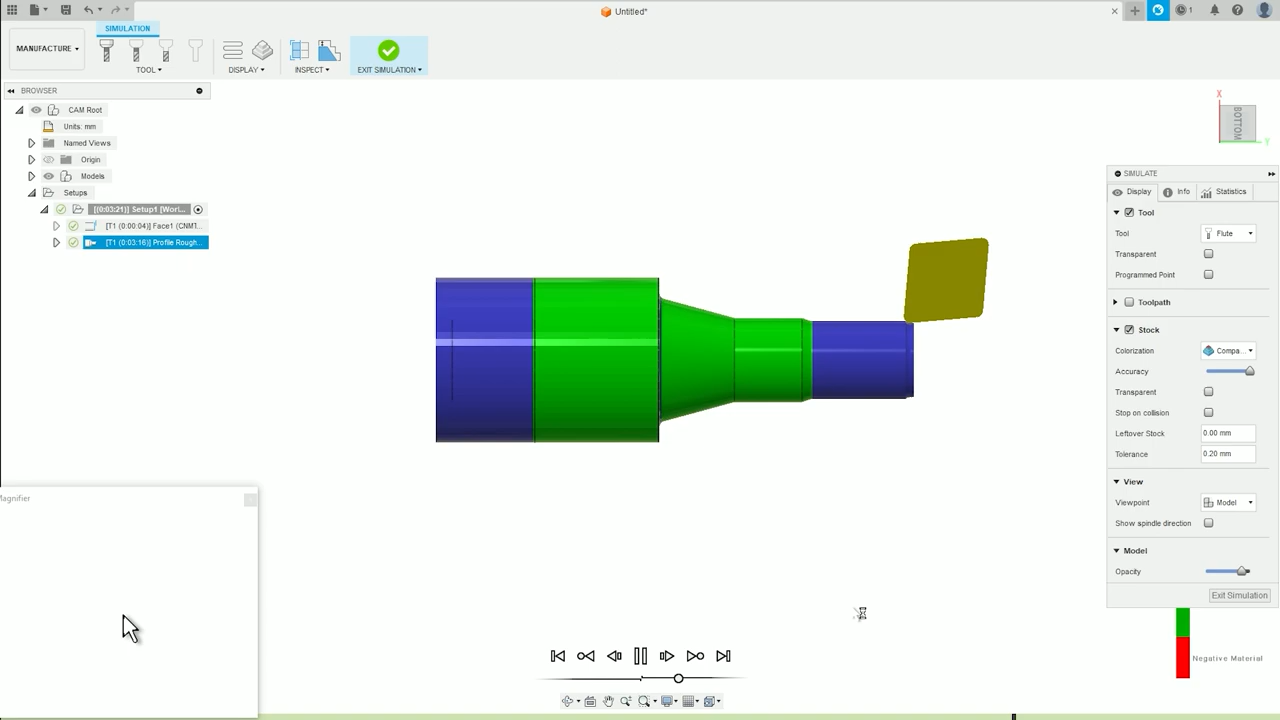 Untitled*
1
MANUFACTURE
SIMULATION
TOOL
DISPLAY
INSPECT
EXIT SIMULATION
BROWSER
CAM Root
Units: mm
Named Views
Origin
Models
Setups
[(0:03:21)] Setup1 [Wori...
[T1 (0:00:04)] Face1 (CNMT...
[T1 (0:03:16)] Profile Rough...
X
BOTTOM
Y
SIMULATE
Display Info Statistics
Tool
Tool Flute
Transparent
Programmed Point
Toolpath
Stock
Colorization Compa...
Accuracy
Transparent
Stop on collision
Leftover Stock 0.00 mm
Tolerance 0.20 mm
View
Viewpoint Model
Show spindle direction
Model
Opacity
Exit Simulation
Negative Material
Magnifier